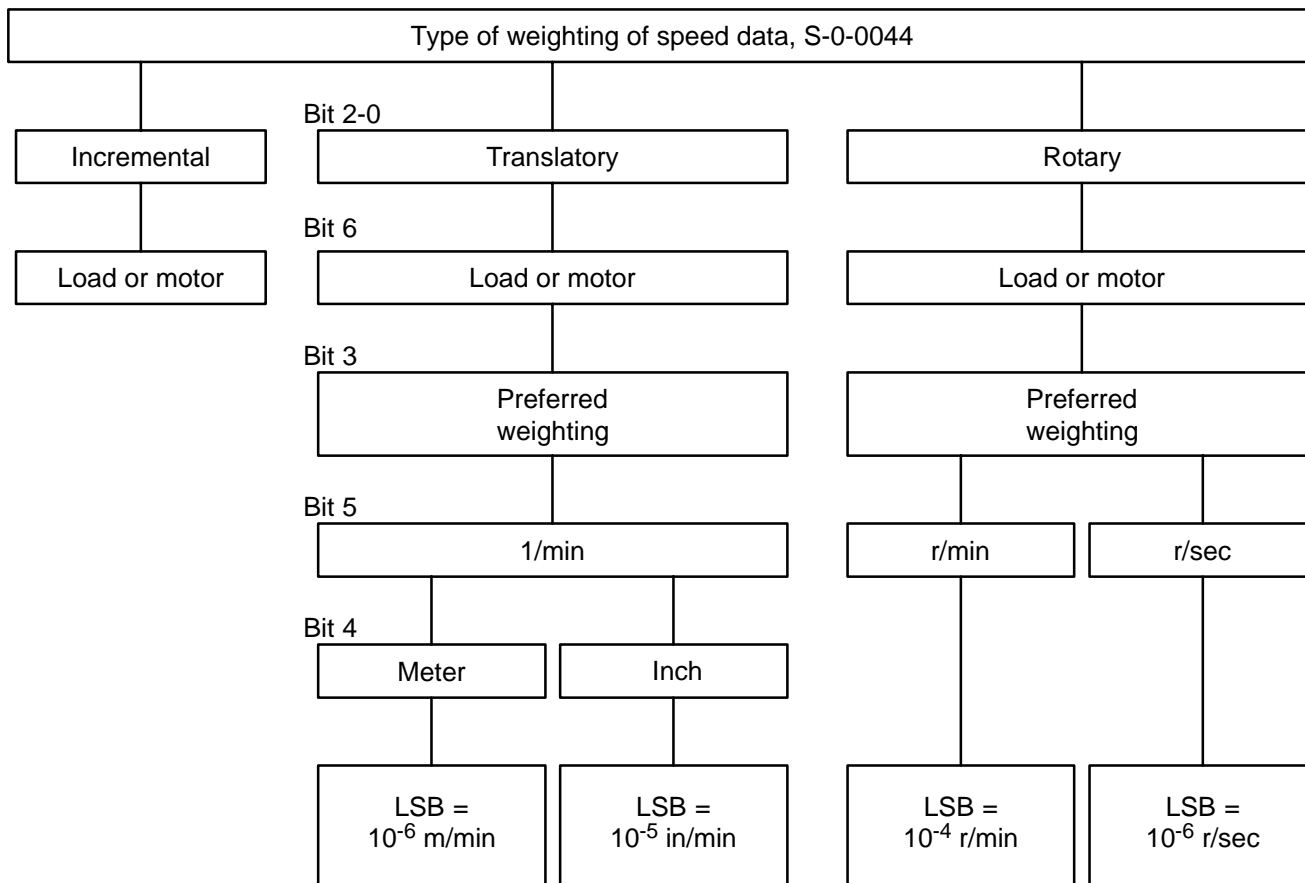 Type of weighting of speed data, S-0-0044
Bit 2-0
Incremental
Translatory
Rotary
Bit 6
Load or motor
Load or motor
Load or motor
Bit 3
Preferred
weighting
Preferred
weighting
Bit 5
1/min
r/min
r/sec
Bit 4
Meter
Inch
LSB =
10⁻⁶ m/min
LSB =
10⁻⁵ in/min
LSB =
10⁻⁴ r/min
LSB =
10⁻⁶ r/sec